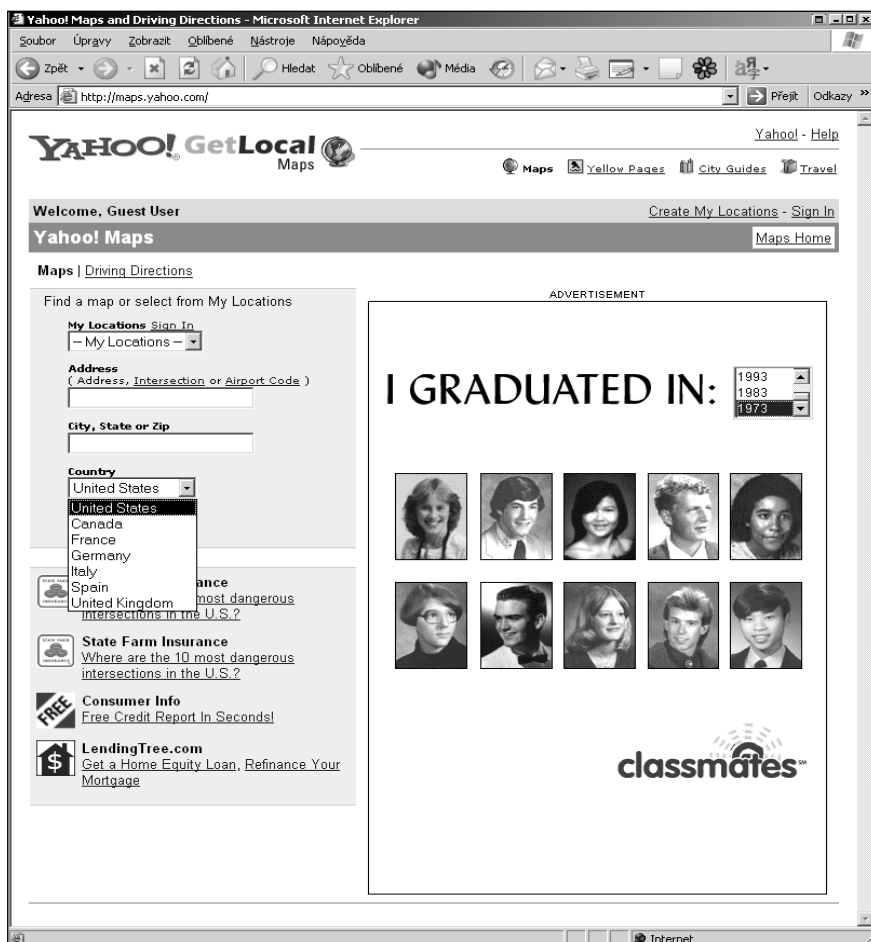 Yahoo! Maps and Driving Directions - Microsoft Internet Explorer
Soubor Úpravy Zobrazit Oblíbené Nástroje Nápověda
Zpět Hledat Oblíbené Média
Adresa http://maps.yahoo.com/ Přejít Odkazy »
YAHOO! GetLocal
Maps
Yahoo! - Help
Maps Yellow Pages City Guides Travel
Welcome, Guest User Create My Locations - Sign In
Yahoo! Maps Maps Home
Maps | Driving Directions
Find a map or select from My Locations
My Locations Sign In
– My Locations –
Address
( Address, Intersection or Airport Code )
City, State or Zip
Country
United States
United States
Canada
France
Germany
Italy
Spain
United Kingdom
ance
most dangerous
intersections in the U.S.?
STATE FARM
INSURANCE
State Farm Insurance
Where are the 10 most dangerous
intersections in the U.S.?
FREE
Consumer Info
Free Credit Report In Seconds!
$
LendingTree.com
Get a Home Equity Loan, Refinance Your
Mortgage
ADVERTISEMENT
I GRADUATED IN:
1993
1983
1973
classmates SM
Internet